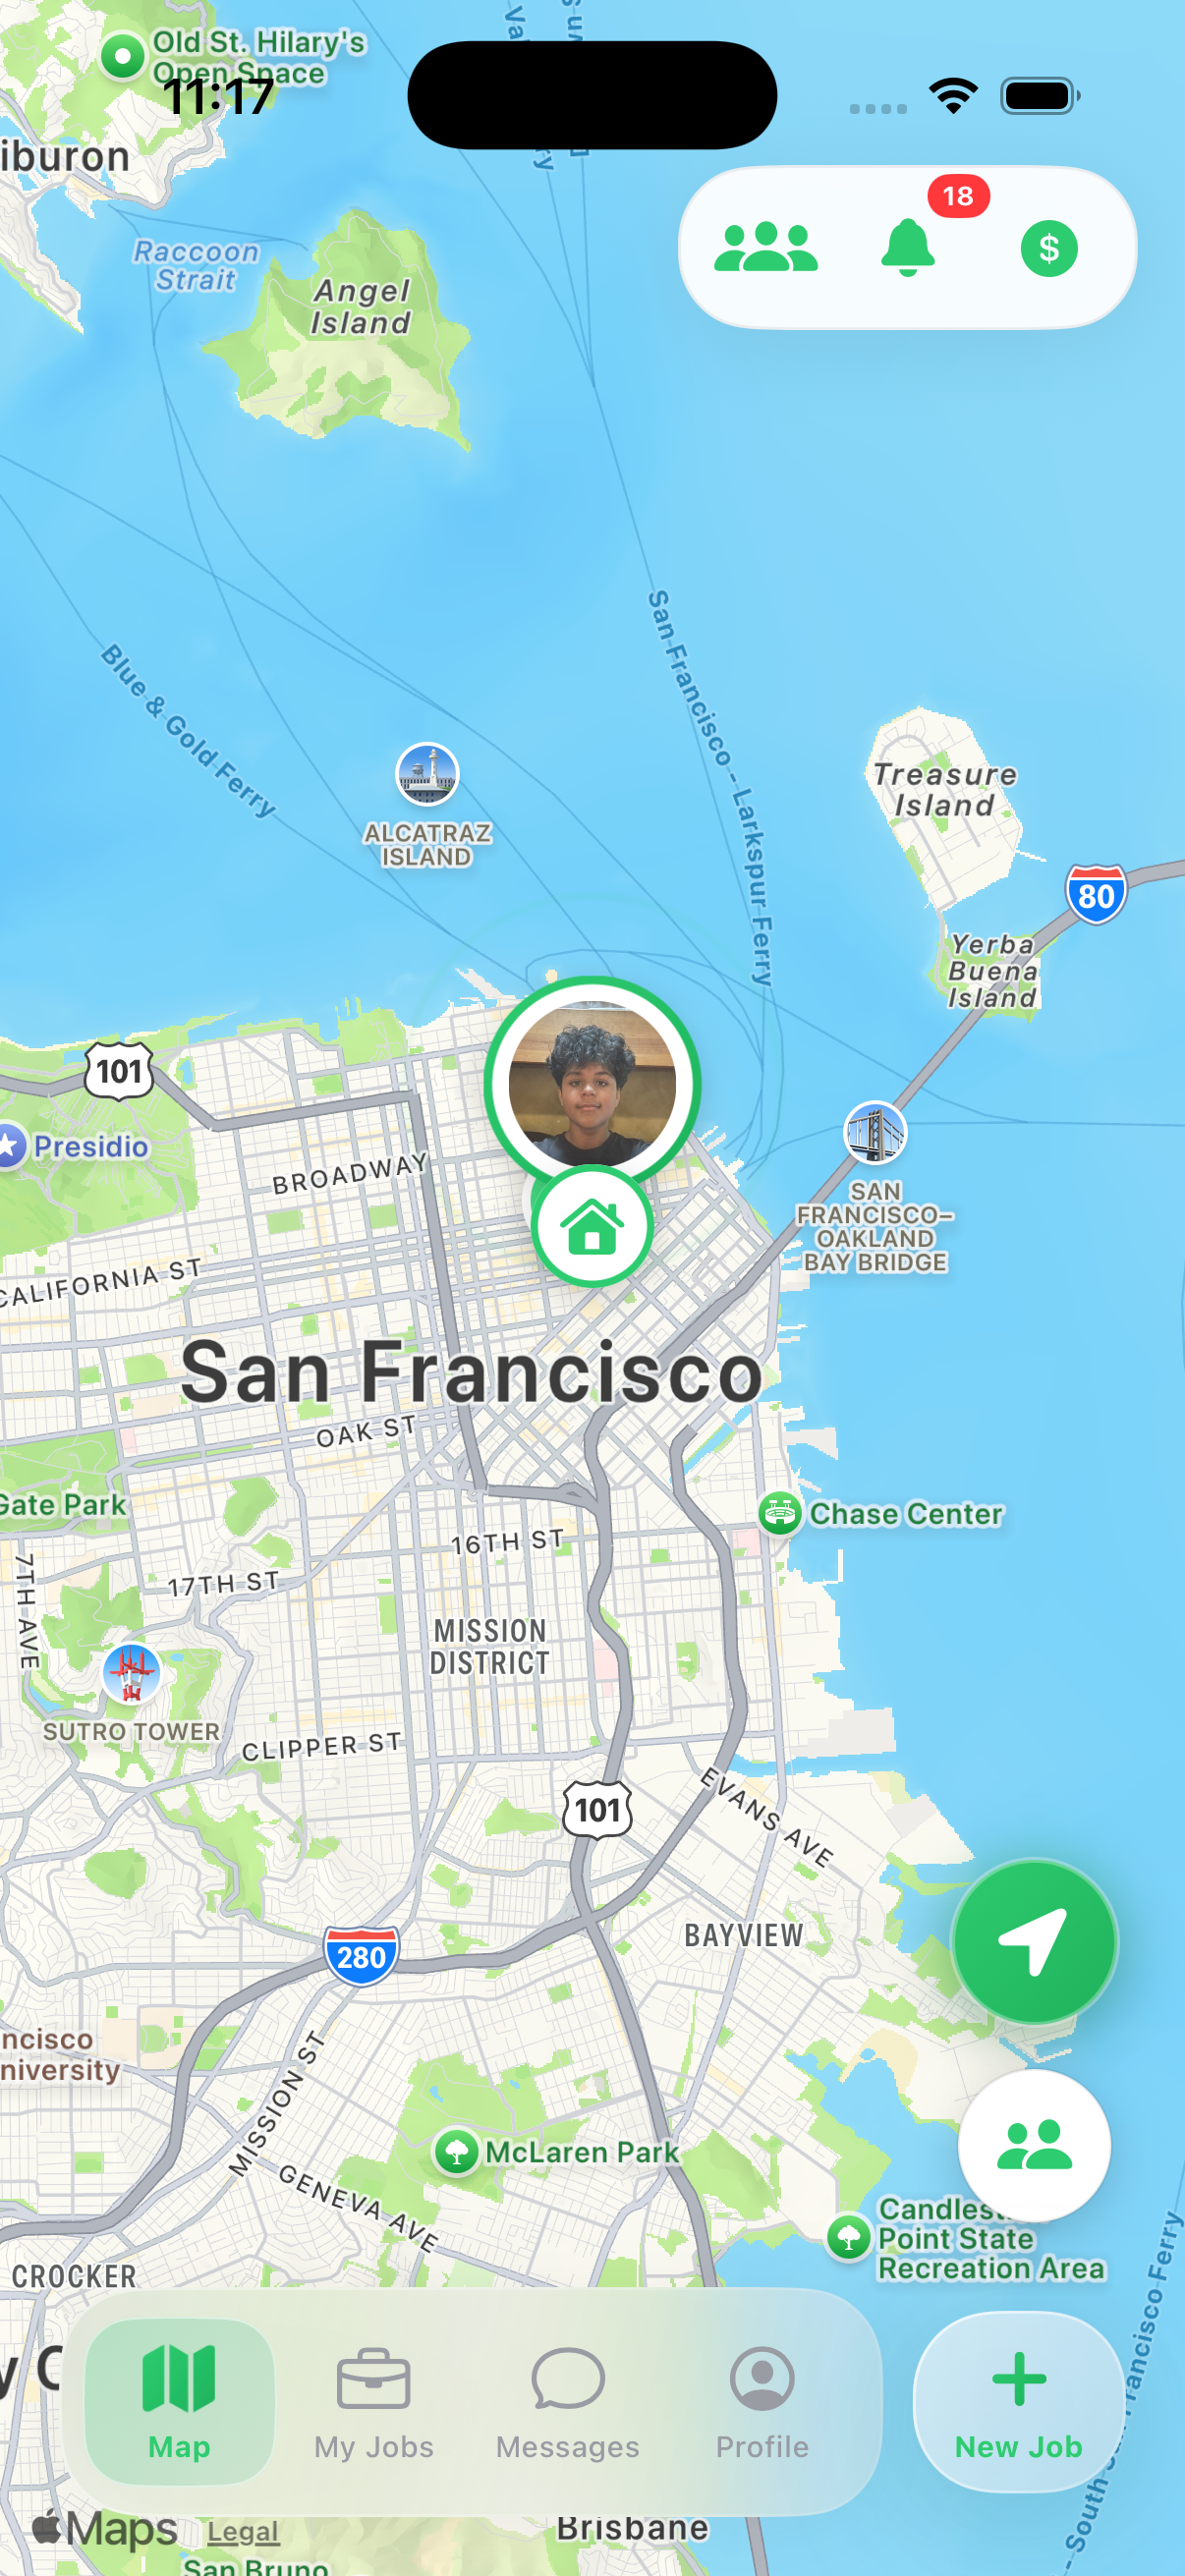 Old St. Hilary's
Open Space
11:17
iburon
18
$
Raccoon
Strait
Angel
Island
Blue & Gold Ferry
San Francisco - Larkspur Ferry
Treasure
Island
ALCATRAZ
ISLAND
80
Yerba
Buena
Island
101
Presidio
BROADWAY
SAN
FRANCISCO–
OAKLAND
BAY BRIDGE
CALIFORNIA ST
San Francisco
OAK ST
Gate Park
Chase Center
16TH ST
7TH AVE
17TH ST
MISSION
DISTRICT
SUTRO TOWER
CLIPPER ST
EVANS AVE
101
BAYVIEW
280
ncisco
niversity
MISSION ST
McLaren Park
GENEVA AVE
Point State
Recreation Area
CROCKER
Map
My Jobs
Messages
Profile
New Job
Maps
Legal
Brisbane
San Bruno